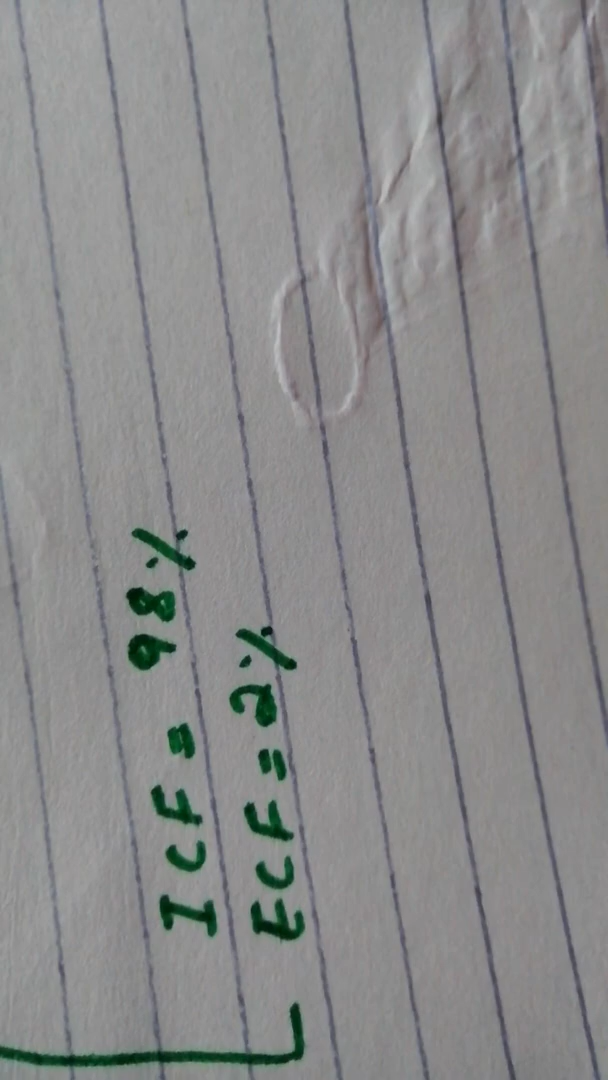 ICF = 98%
ECF = 2%